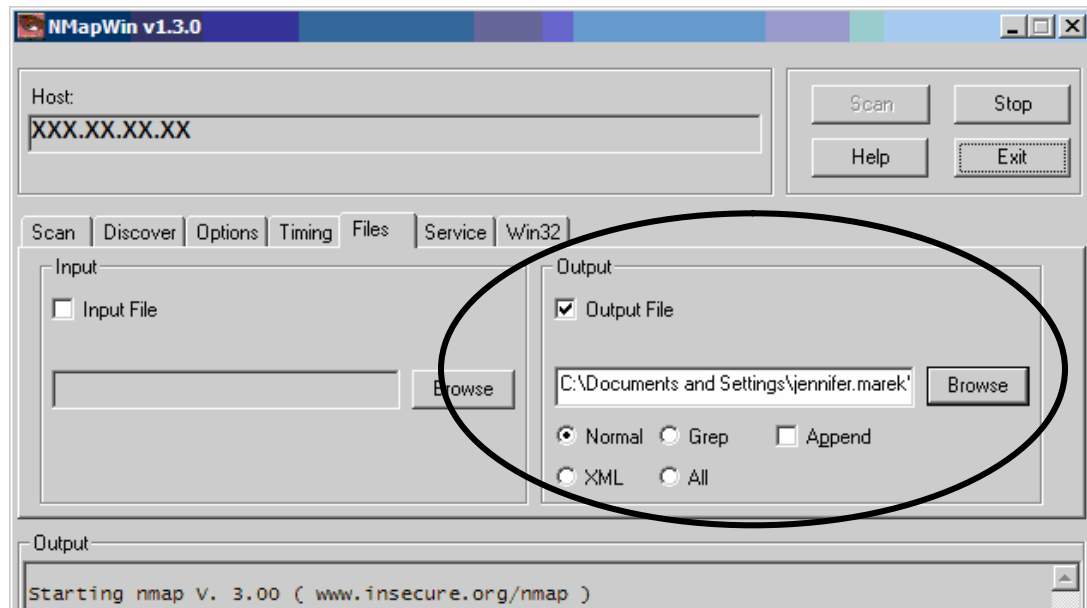 NMapWin v1.3.0
Host:
XXX.XX.XX.XX
Scan
Stop
Help
Exit
Scan
Discover
Options
Timing
Files
Service
Win32
Input
Input File
Browse
Output
Output File
C:\Documents and Settings\jennifer.marek'
Browse
Normal
Grep
Append
XML
All
Output
Starting nmap V. 3.00 ( www.insecure.org/nmap )